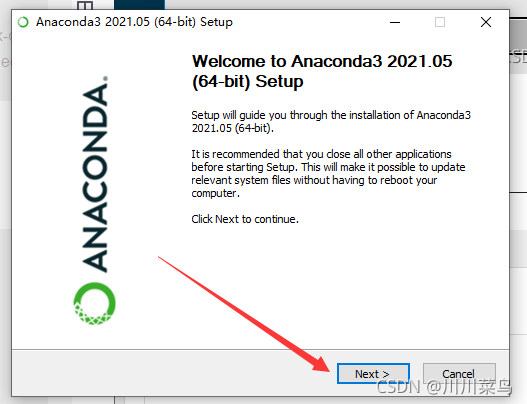 Anaconda3 2021.05 (64-bit) Setup
Welcome to Anaconda3 2021.05
(64-bit) Setup
Setup will guide you through the installation of Anaconda3
2021.05 (64-bit).
It is recommended that you close all other applications
before starting Setup. This will make it possible to update
relevant system files without having to reboot your
computer.
Click Next to continue.
ANACONDA.
Next >
Cancel
CSDN @川川菜鸟